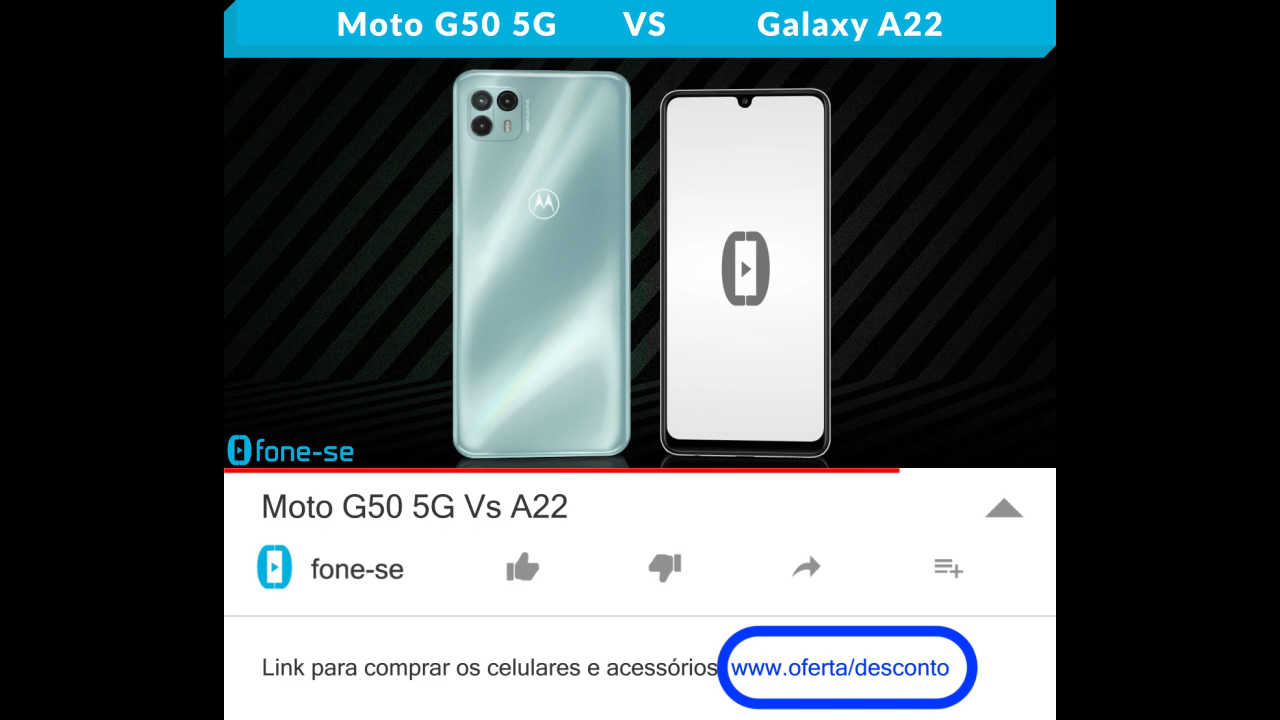 Moto G50 5G VS Galaxy A22
fone-se
Moto G50 5G Vs A22
fone-se
Link para comprar os celulares e acessórios www.oferta/desconto